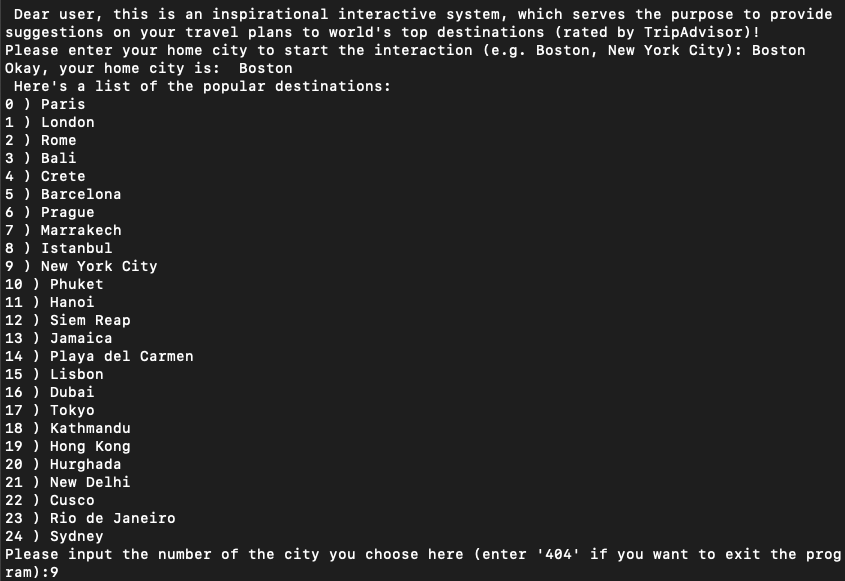 Dear user, this is an inspirational interactive system, which serves the purpose to provide
suggestions on your travel plans to world's top destinations (rated by TripAdvisor)!
Please enter your home city to start the interaction (e.g. Boston, New York City): Boston
Okay, your home city is:  Boston
 Here's a list of the popular destinations:
0 ) Paris
1 ) London
2 ) Rome
3 ) Bali
4 ) Crete
5 ) Barcelona
6 ) Prague
7 ) Marrakech
8 ) Istanbul
9 ) New York City
10 ) Phuket
11 ) Hanoi
12 ) Siem Reap
13 ) Jamaica
14 ) Playa del Carmen
15 ) Lisbon
16 ) Dubai
17 ) Tokyo
18 ) Kathmandu
19 ) Hong Kong
20 ) Hurghada
21 ) New Delhi
22 ) Cusco
23 ) Rio de Janeiro
24 ) Sydney
Please input the number of the city you choose here (enter '404' if you want to exit the prog
ram):9